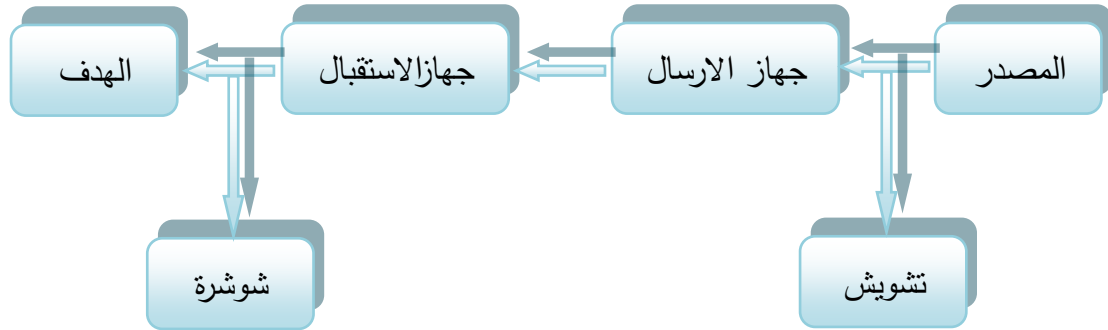 المصدر
جهاز الارسال
جهازالاستقبال
الهدف
تشويش
شوشرة